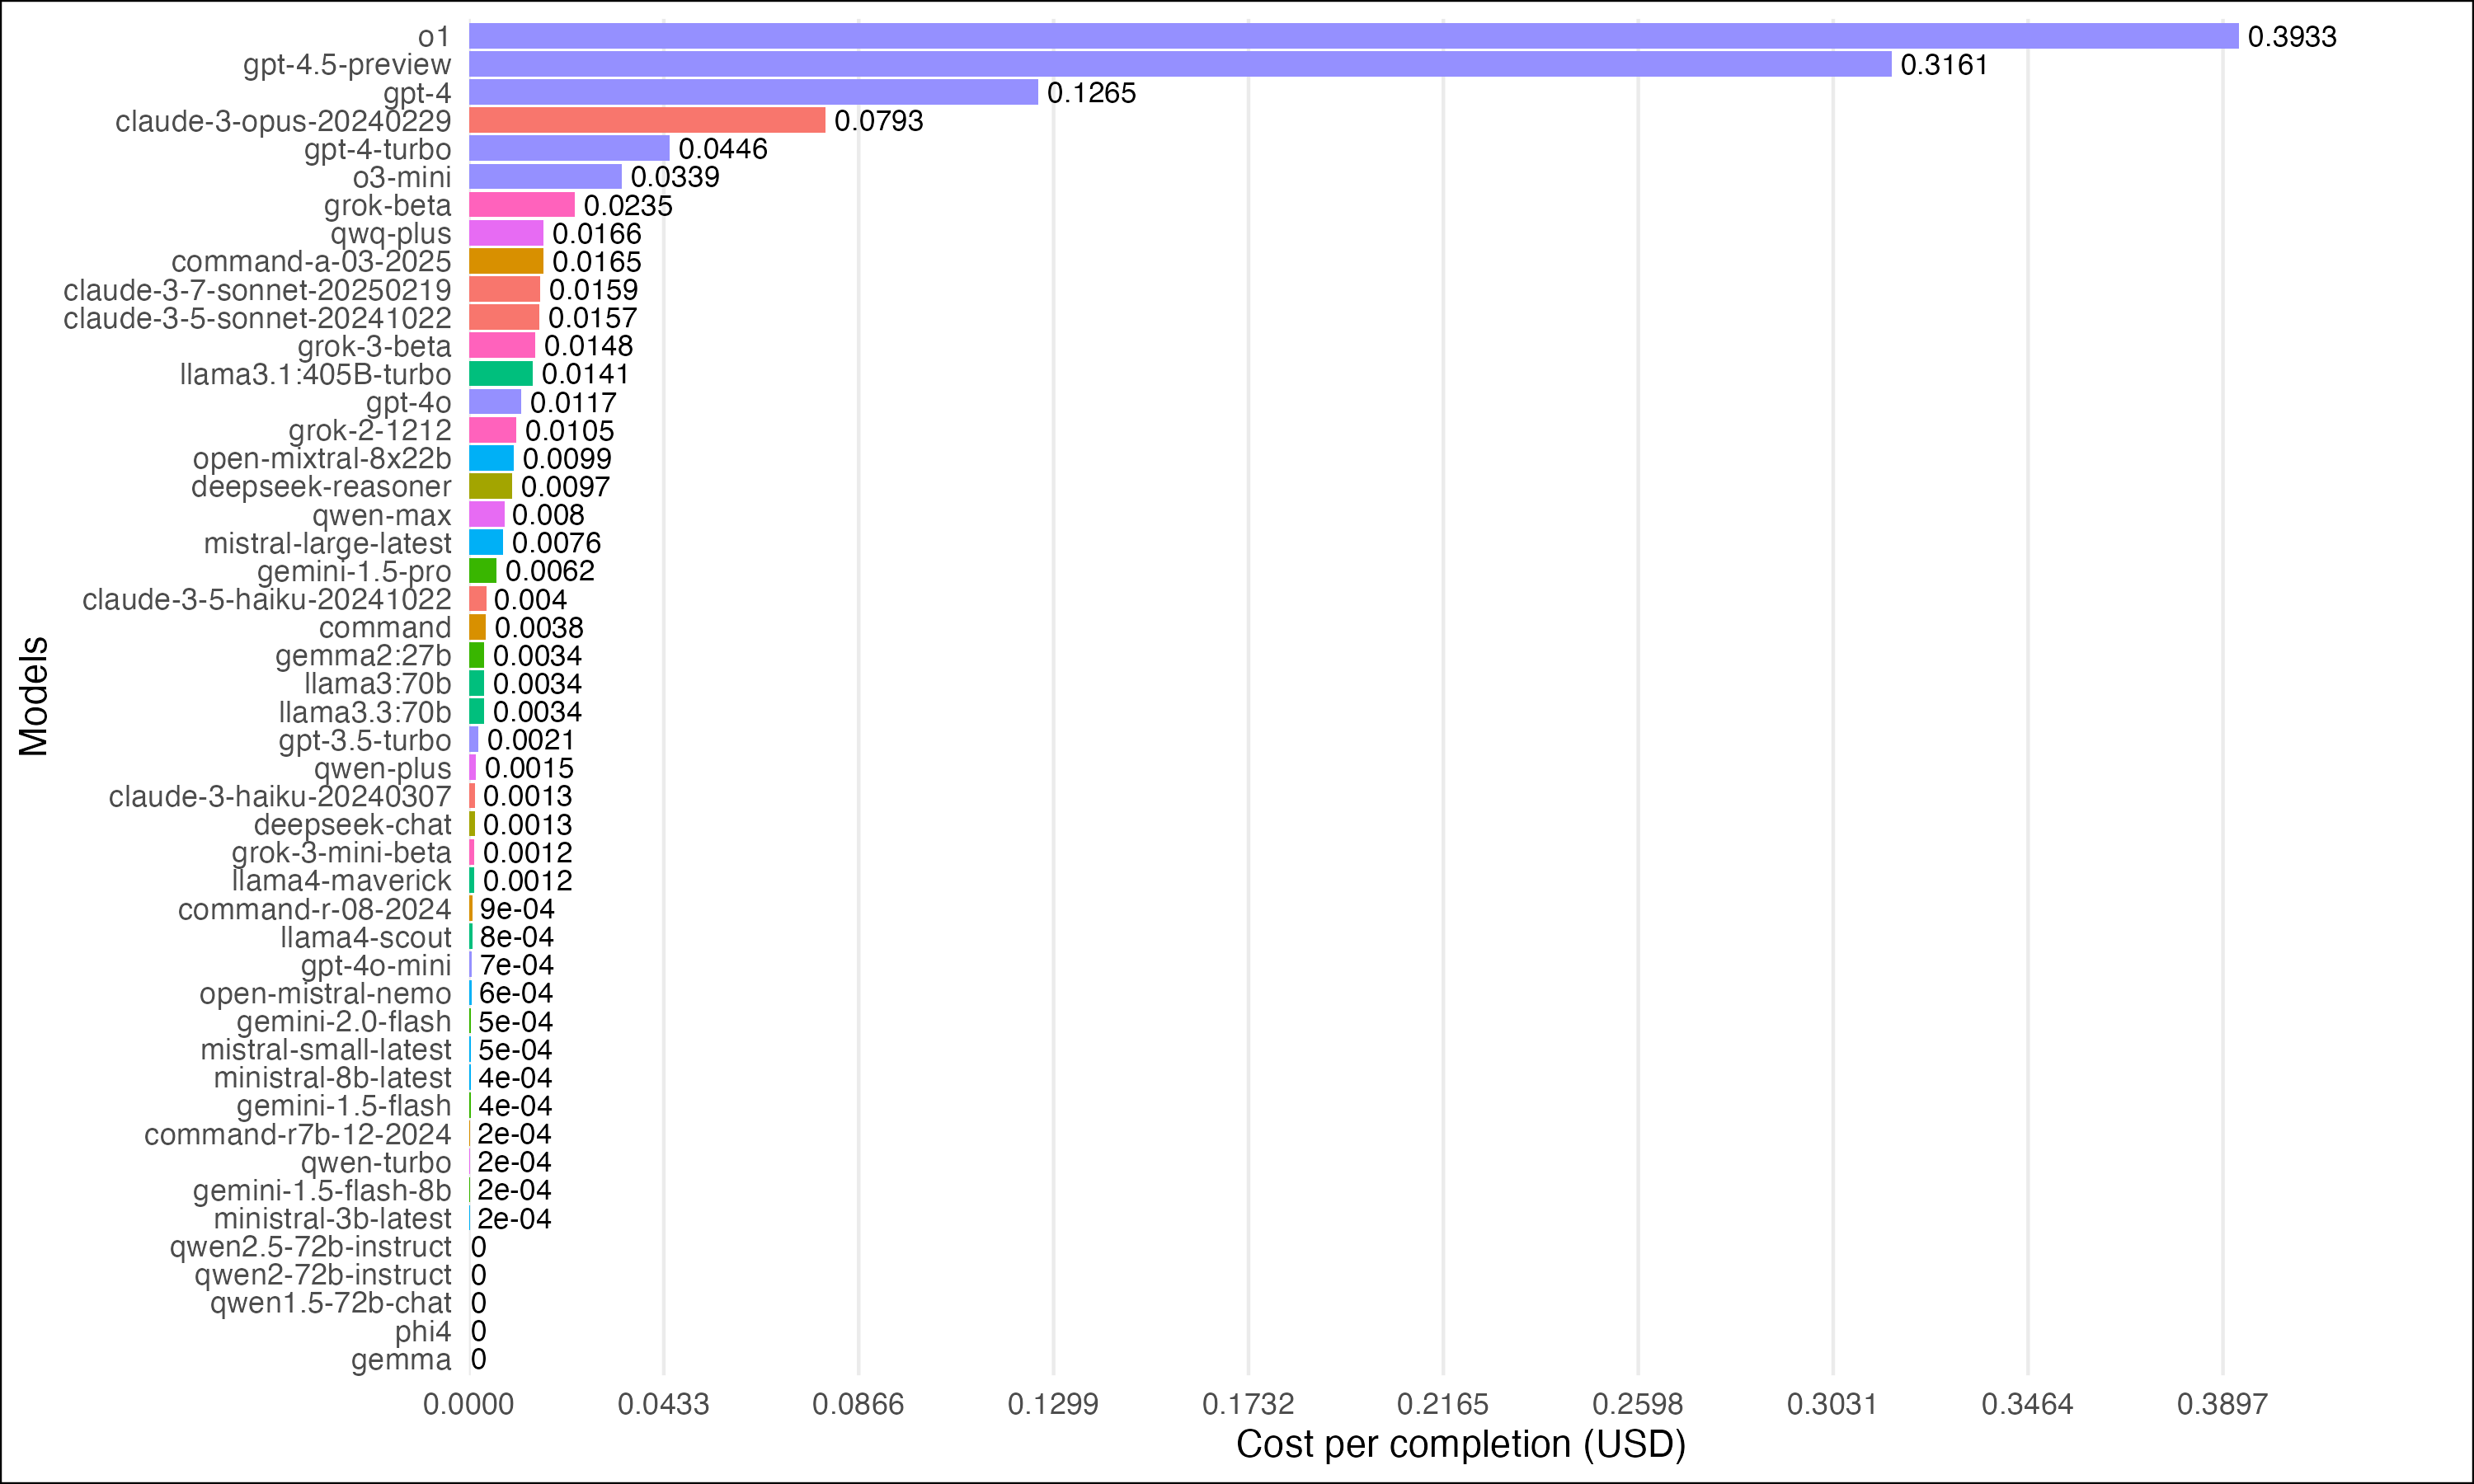 o1 0.3933
gpt-4.5-preview 0.3161
gpt-4 0.1265
claude-3-opus-20240229 0.0793
gpt-4-turbo 0.0446
o3-mini 0.0339
grok-beta 0.0235
qwq-plus 0.0166
command-a-03-2025 0.0165
claude-3-7-sonnet-20250219 0.0159
claude-3-5-sonnet-20241022 0.0157
grok-3-beta 0.0148
llama3.1:405B-turbo 0.0141
gpt-4o 0.0117
grok-2-1212 0.0105
open-mixtral-8x22b 0.0099
deepseek-reasoner 0.0097
qwen-max 0.008
mistral-large-latest 0.0076
gemini-1.5-pro 0.0062
claude-3-5-haiku-20241022 0.004
command 0.0038
gemma2:27b 0.0034
llama3:70b 0.0034
llama3.3:70b 0.0034
gpt-3.5-turbo 0.0021
qwen-plus 0.0015
claude-3-haiku-20240307 0.0013
deepseek-chat 0.0013
grok-3-mini-beta 0.0012
llama4-maverick 0.0012
command-r-08-2024 9e-04
llama4-scout 8e-04
gpt-4o-mini 7e-04
open-mistral-nemo 6e-04
gemini-2.0-flash 5e-04
mistral-small-latest 5e-04
ministral-8b-latest 4e-04
gemini-1.5-flash 4e-04
command-r7b-12-2024 2e-04
qwen-turbo 2e-04
gemini-1.5-flash-8b 2e-04
ministral-3b-latest 2e-04
qwen2.5-72b-instruct 0
qwen2-72b-instruct 0
qwen1.5-72b-chat 0
phi4 0
gemma 0
Models
0.0000 0.0433 0.0866 0.1299 0.1732 0.2165 0.2598 0.3031 0.3464 0.3897
Cost per completion (USD)